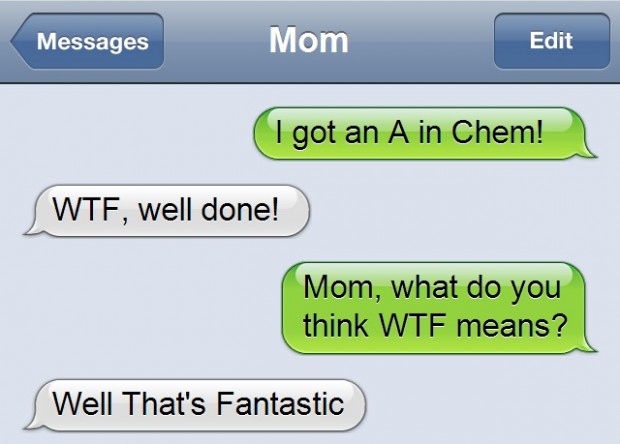 Messages
Mom
Edit
I got an A in Chem!
WTF, well done!
Mom, what do you
think WTF means?
Well That's Fantastic